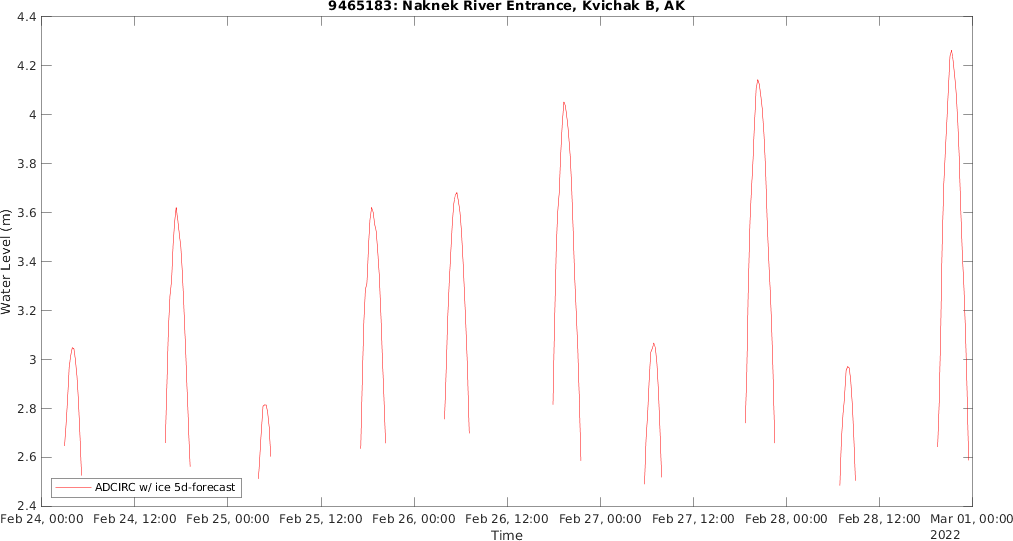 9465183: Naknek River Entrance, Kvichak B, AK
Water Level (m)
4.4
4.2
4
3.8
3.6
3.4
3.2
3
2.8
2.6
2.4
ADCIRC w/ ice 5d-forecast
Feb 24, 00:00 Feb 24, 12:00 Feb 25, 00:00 Feb 25, 12:00 Feb 26, 00:00 Feb 26, 12:00 Feb 27, 00:00 Feb 27, 12:00 Feb 28, 00:00 Feb 28, 12:00 Mar 01, 00:00
2022
Time